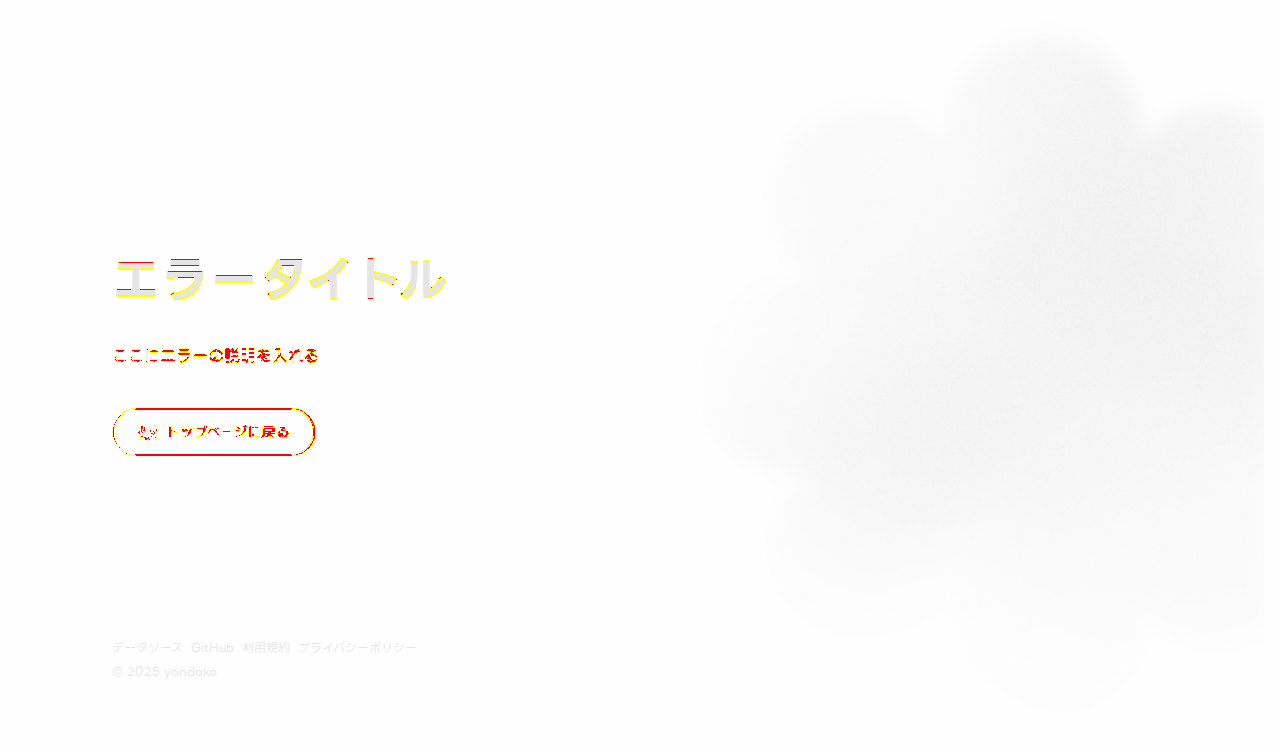 エラータイトル
ここにエラーの説明を入れる
トップページに戻る
データソース GitHub 利用規約 プライバシーポリシー
© 2025 yondako